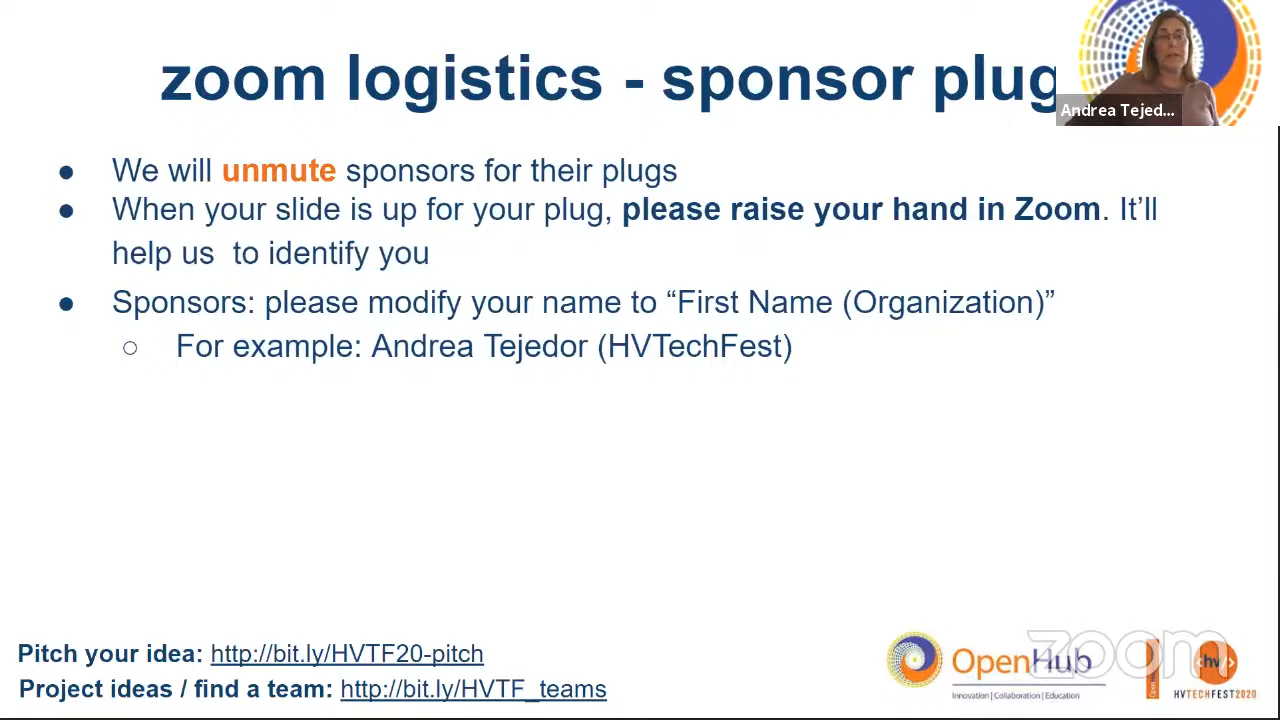 zoom logistics - sponsor plug
Andrea Tejed...
● We will unmute sponsors for their plugs
● When your slide is up for your plug, please raise your hand in Zoom. It’ll
help us  to identify you
● Sponsors: please modify your name to “First Name (Organization)”
○ For example: Andrea Tejedor (HVTechFest)
Pitch your idea: http://bit.ly/HVTF20-pitch
Project ideas / find a team: http://bit.ly/HVTF_teams
OpenHub
Innovation | Collaboration | Education
zoom
hv
HVTECHFEST2020